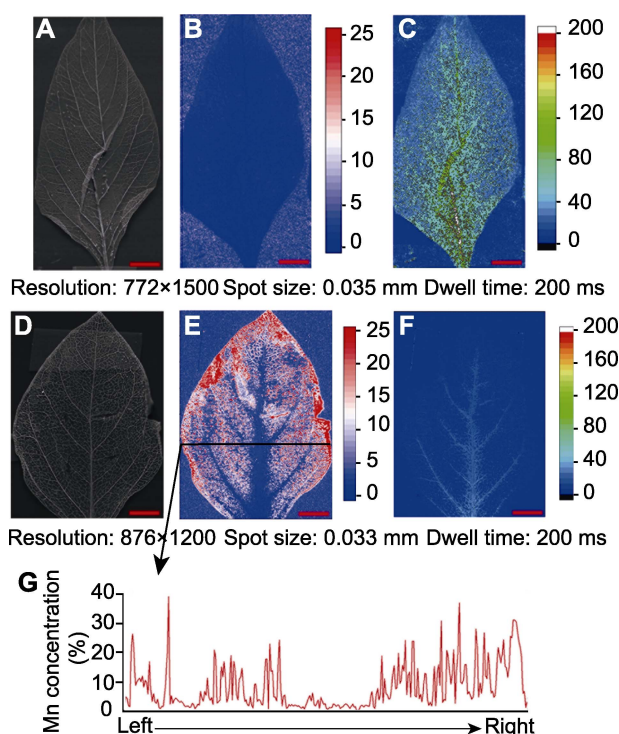 A
B
C
25
20
15
10
5
0
200
160
120
80
40
0
Resolution: 772×1500 Spot size: 0.035 mm Dwell time: 200 ms
D
E
F
25
20
15
10
5
0
200
160
120
80
40
0
Resolution: 876×1200 Spot size: 0.033 mm Dwell time: 200 ms
G
Mn concentration
(%)
40
30
20
10
0
Left
Right